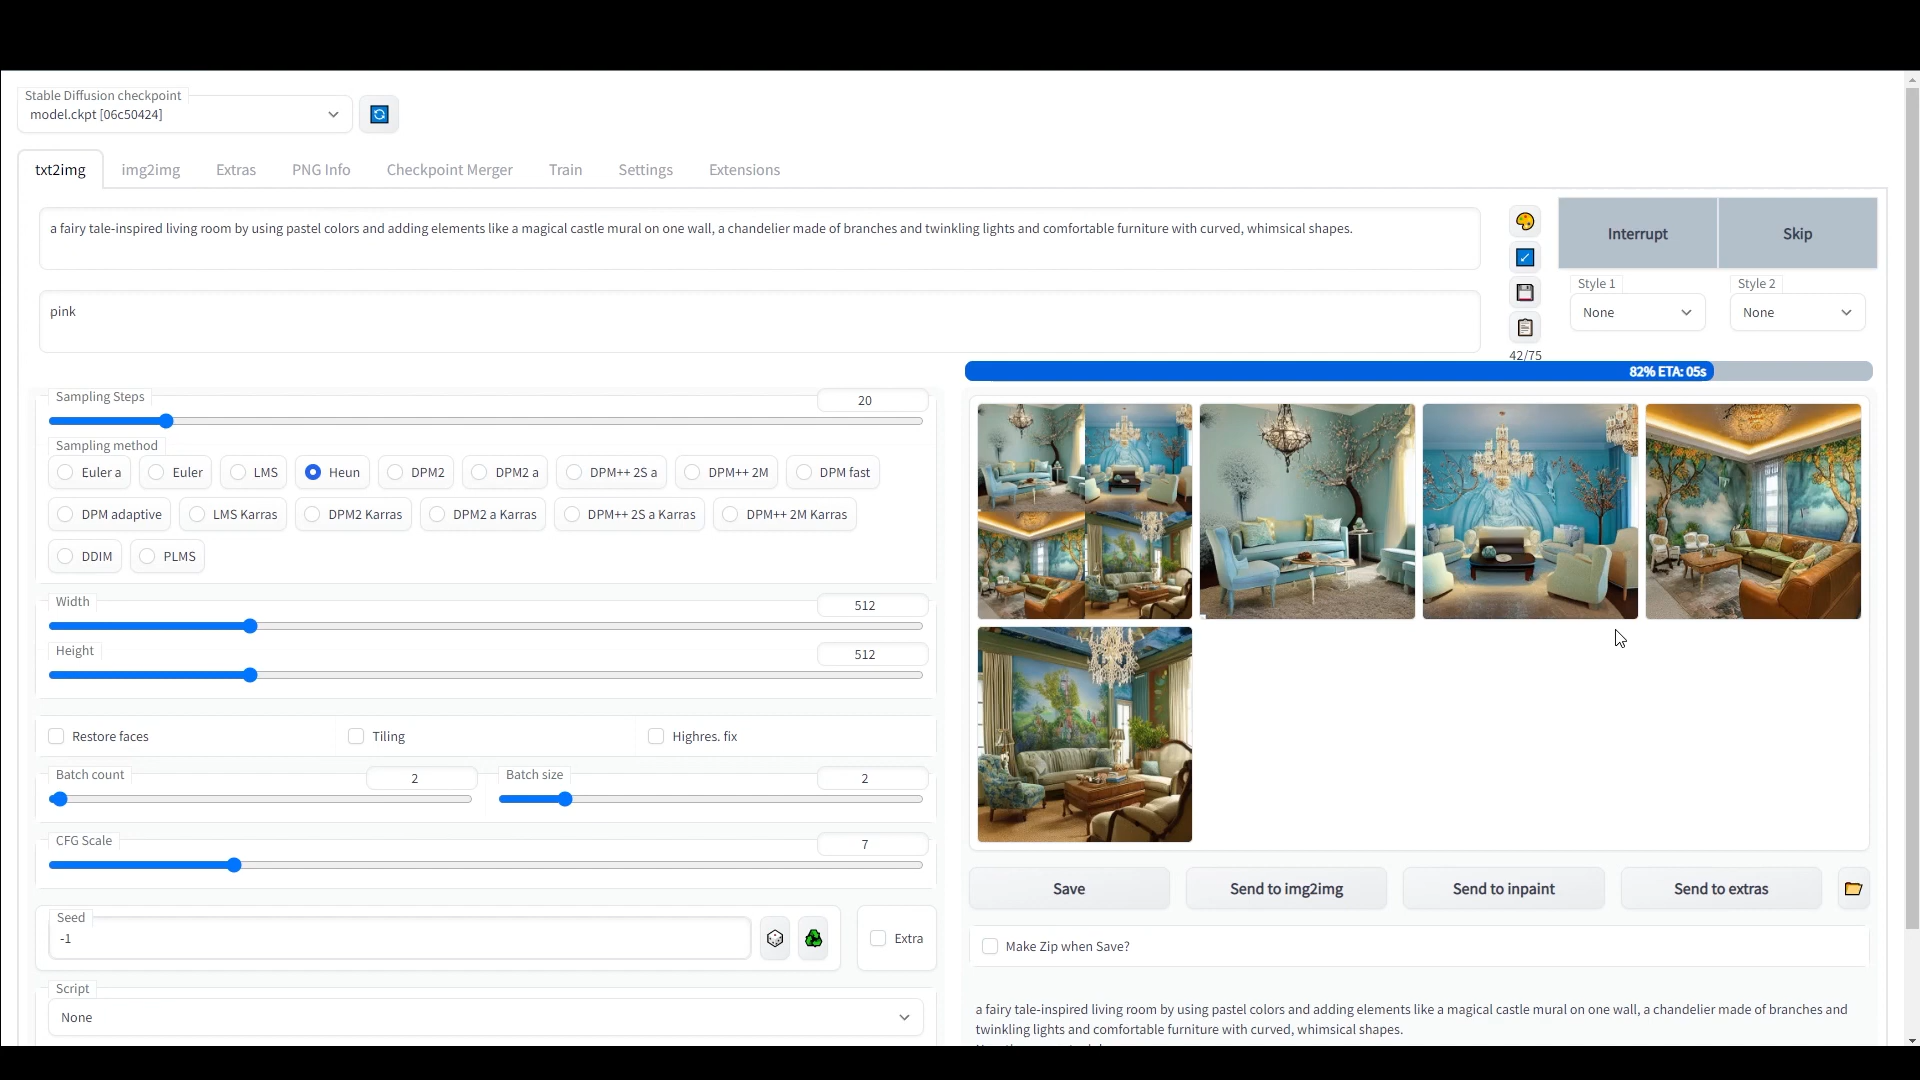 Stable Diffusion checkpoint
model.ckpt [06c50424]
txt2img img2img Extras PNG Info Checkpoint Merger Train Settings Extensions
a fairy tale-inspired living room by using pastel colors and adding elements like a magical castle mural on one wall, a chandelier made of branches and twinkling lights and comfortable furniture with curved, whimsical shapes.
pink
Interrupt Skip
Style 1 Style 2
None None
42/75
82% ETA: 05s
Sampling Steps 20
Sampling method
Euler a Euler LMS Heun DPM2 DPM2 a DPM++ 2S a DPM++ 2M DPM fast
DPM adaptive LMS Karras DPM2 Karras DPM2 a Karras DPM++ 2S a Karras DPM++ 2M Karras
DDIM PLMS
Width 512
Height 512
Restore faces Tiling Highres. fix
Batch count 2 Batch size 2
CFG Scale 7
Seed
-1
Extra
Script
None
Save Send to img2img Send to inpaint Send to extras
Make Zip when Save?
a fairy tale-inspired living room by using pastel colors and adding elements like a magical castle mural on one wall, a chandelier made of branches and
twinkling lights and comfortable furniture with curved, whimsical shapes.